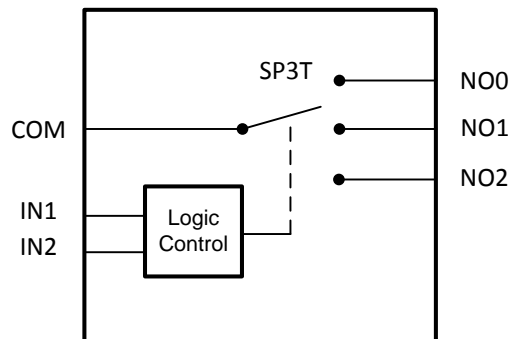 SP3T
NO0
COM
NO1
NO2
IN1
IN2
Logic
Control